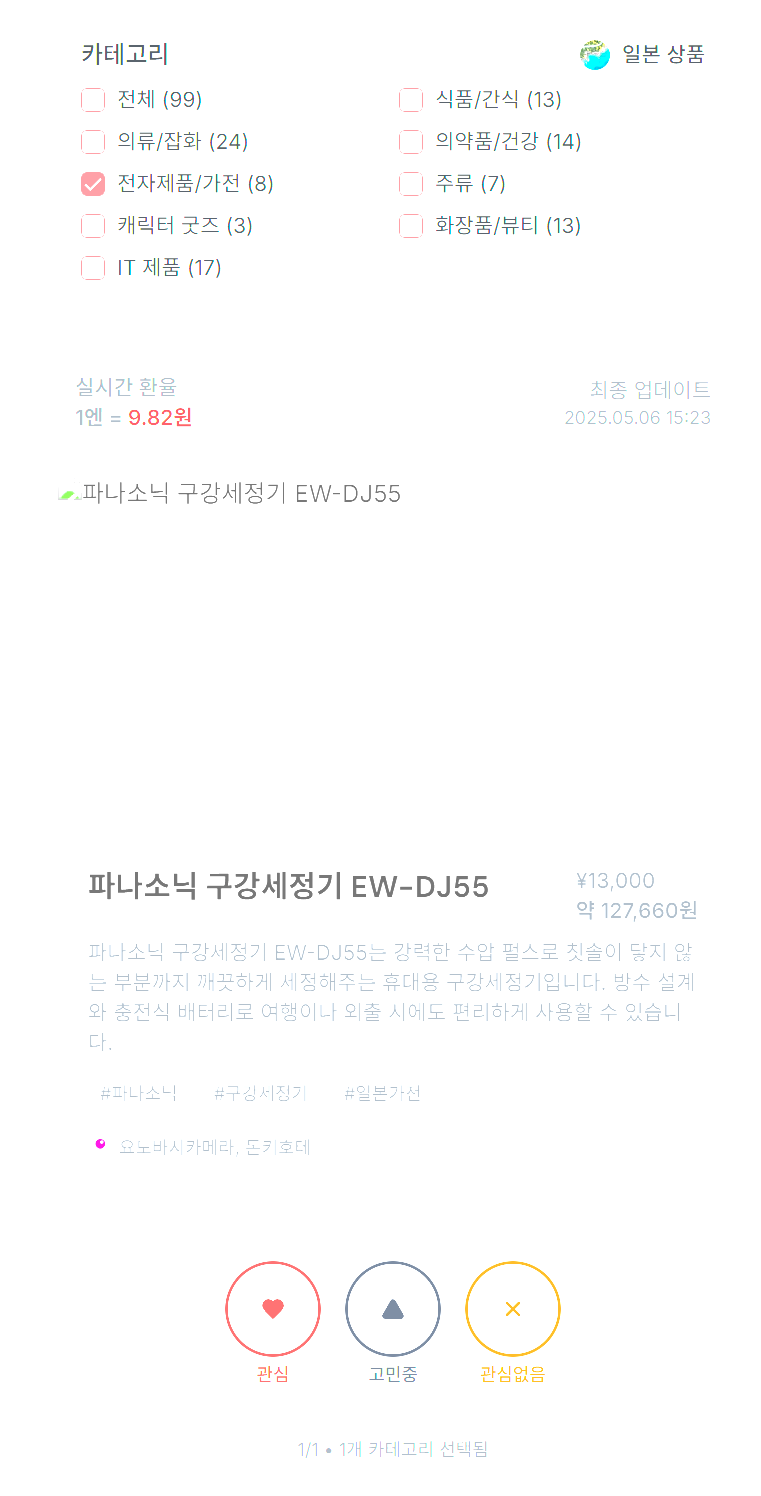 카테고리
일본 상품
전체 (99)
식품/간식 (13)
의류/잡화 (24)
의약품/건강 (14)
전자제품/가전 (8)
주류 (7)
캐릭터 굿즈 (3)
화장품/뷰티 (13)
IT 제품 (17)
실시간 환율
최종 업데이트
1엔 = 9.82원
2025.05.06 15:23
파나소닉 구강세정기 EW-DJ55
파나소닉 구강세정기 EW-DJ55
¥13,000
약 127,660원
파나소닉 구강세정기 EW-DJ55는 강력한 수압 펄스로 칫솔이 닿지 않
는 부분까지 깨끗하게 세정해주는 휴대용 구강세정기입니다. 방수 설계
와 충전식 배터리로 여행이나 외출 시에도 편리하게 사용할 수 있습니
다.
#파나소닉 #구강세정기 #일본가전
요도바시카메라, 돈키호테
관심
고민중
관심없음
1/1 • 1개 카테고리 선택됨